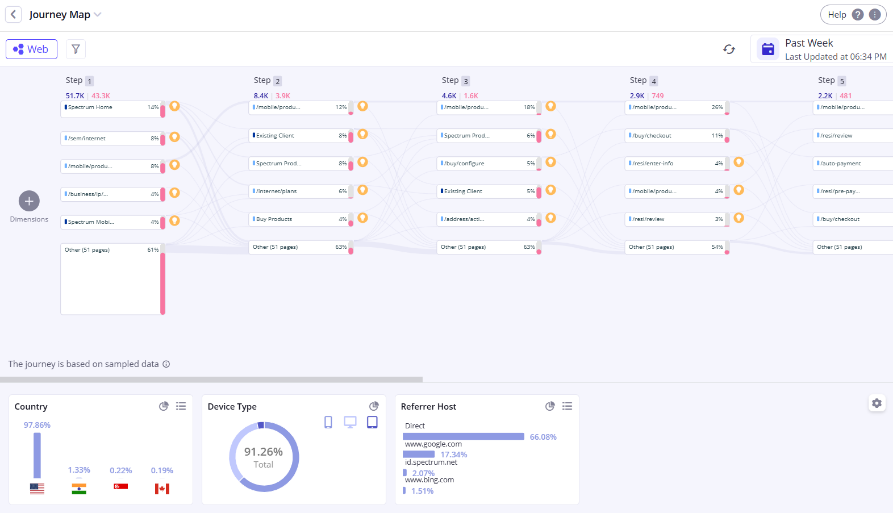 Journey Map
Help
Web
Past Week
Last Updated at 06:34 PM
Step 1
51.7K | 43.3K
Spectrum Home 14%
/sem/internet 8%
/mobile/produ... 8%
/business/ip/... 4%
Spectrum Mobi... 4%
Other (51 pages) 61%
Step 2
8.4K | 3.9K
/mobile/produ... 12%
Existing Client 8%
Spectrum Prod... 8%
/internet/plans 6%
Buy Products 4%
Other (51 pages) 63%
Step 3
4.6K | 1.6K
/mobile/produ... 18%
Spectrum Prod... 6%
/buy/configure 5%
Existing Client 5%
/address/acti... 4%
Other (51 pages) 63%
Step 4
2.9K | 749
/mobile/produ... 26%
/buy/checkout 11%
/resi/enter-info 4%
/mobile/produ... 4%
/resi/review 3%
Other (51 pages) 54%
Step 5
2.2K | 481
/mobile/produ...
/resi/review
/auto-payment
/resi/pre-pay...
/buy/checkout
Other (51 pages)
Dimensions
The journey is based on sampled data
Country
97.86%
1.33%
0.22%
0.19%
Device Type
91.26%
Total
Referrer Host
Direct
66.08%
www.google.com
17.34%
id.spectrum.net
2.07%
www.bing.com
1.51%